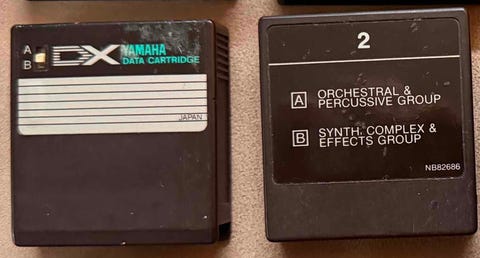 A
B
DX
YAMAHA
DATA CARTRIDGE
JAPAN
2
A ORCHESTRAL &
PERCUSSIVE GROUP
B SYNTH, COMPLEX &
EFFECTS GROUP
NB82686